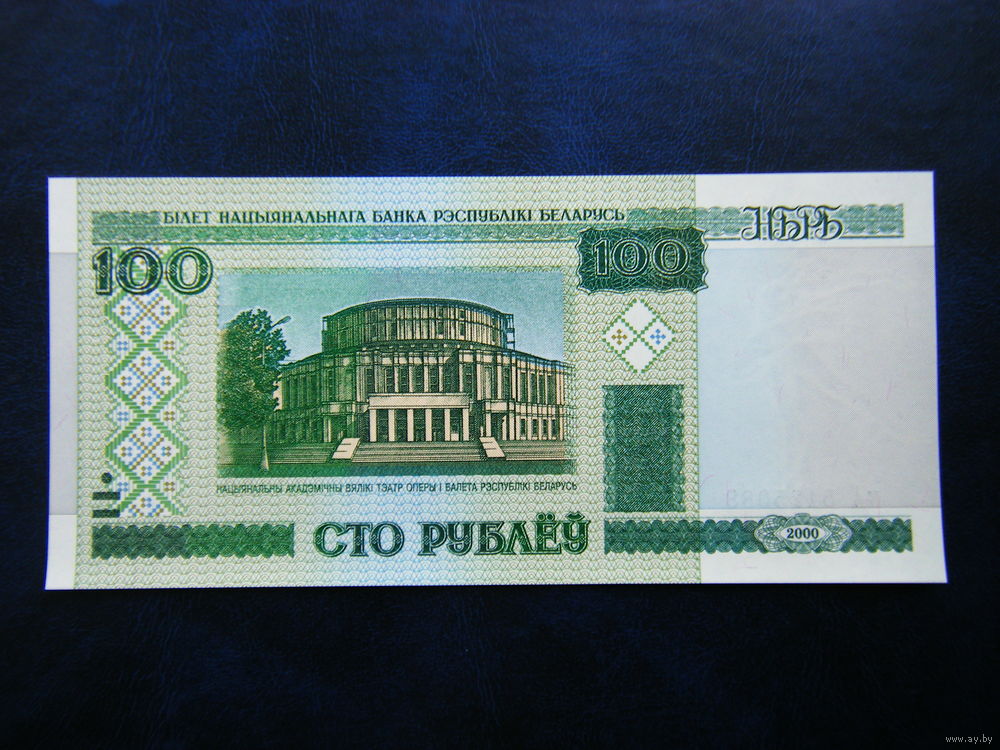 БІЛЕТ НАЦЫЯНАЛЬНАГА БАНКА РЭСПУБЛІКІ БЕЛАРУСЬ
НБРБ
100
100
НАЦЫЯНАЛЬНЫ АКАДЭМІЧНЫ ВЯЛІКІ ТЭАТР ОПЕРЫ І БАЛЕТА РЭСПУБЛІКІ БЕЛАРУСЬ
СТО РУБЛЁЎ
2000
www.ay.by